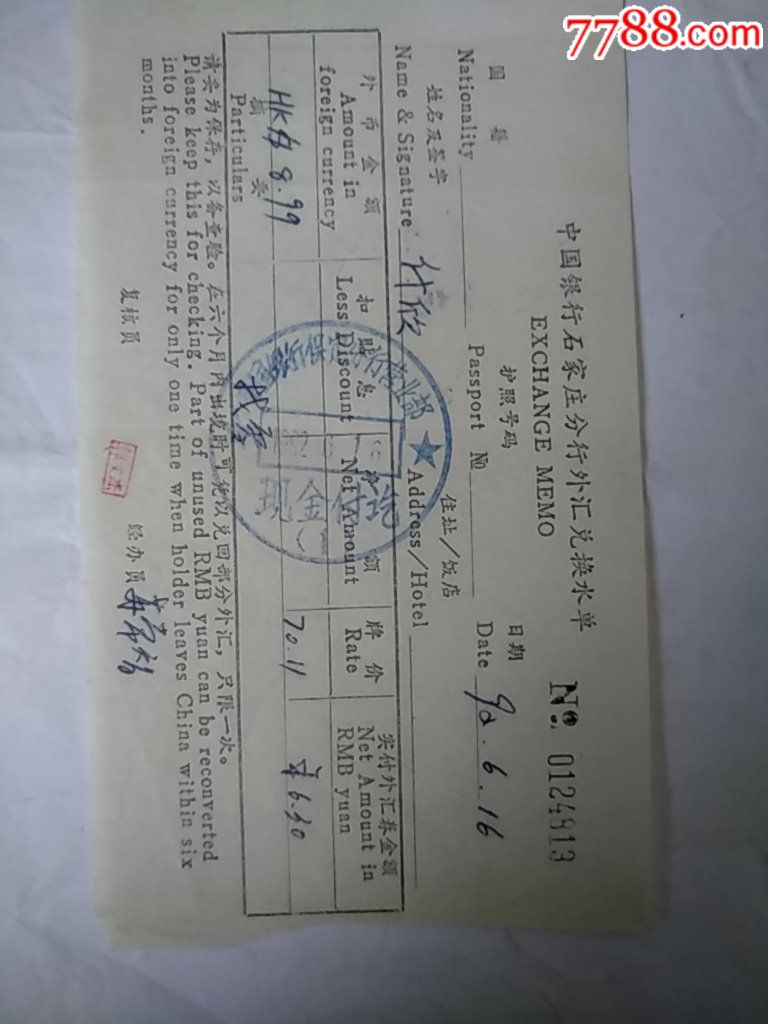 7788.com
中国银行石家庄分行外汇兑换水单
EXCHANGE MEMO
No. 0124813
国籍
Nationality
护照号码
Passport №
日期
Date 92.6.16
姓名及签字
Name & Signature
住址/饭店
Address/Hotel
外币金额
Amount in
foreign currency
扣贴息
Less Discount
净额
Net Amount
牌价
Rate
实付外汇券金额
Net Amount in
RMB yuan
HK$ 8.99
70.11
¥6.30
摘要
Particulars
找零
营业部
现金付讫
请妥为保存,以备查验。在六个月内出境时可凭以兑回部分外汇,只限一次。
Please keep this for checking. Part of unused RMB yuan can be reconverted
into foreign currency for only one time when holder leaves China within six
months.
复核员
经办员